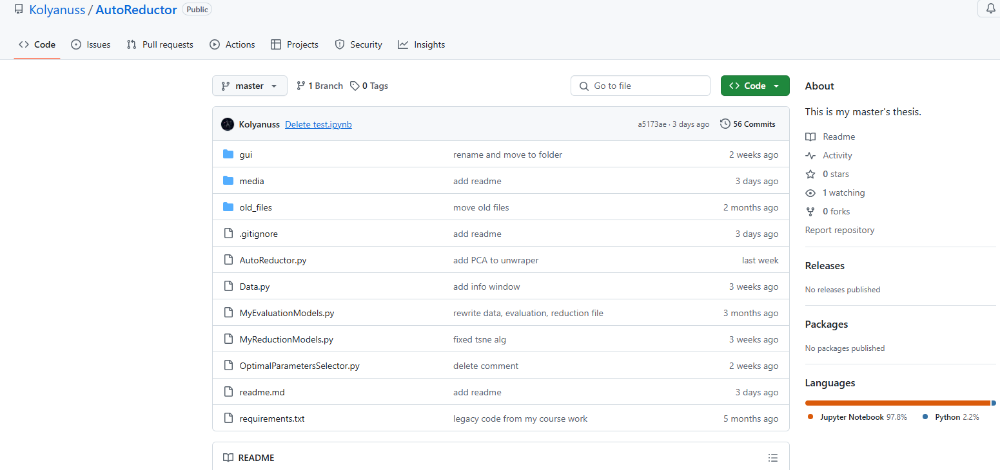 Kolyanuss / AutoReductor Public
Code Issues Pull requests Actions Projects Security Insights
master 1 Branch 0 Tags Go to file Code
Kolyanuss Delete test.ipynb a5173ae · 3 days ago 56 Commits
gui rename and move to folder 2 weeks ago
media add readme 3 days ago
old_files move old files 2 months ago
.gitignore add readme 3 days ago
AutoReductor.py add PCA to unwraper last week
Data.py add info window 3 weeks ago
MyEvaluationModels.py rewrite data, evaluation, reduction file 3 months ago
MyReductionModels.py fixed tsne alg 3 weeks ago
OptimalParametersSelector.py delete comment 2 weeks ago
readme.md add readme 3 days ago
requirements.txt legacy code from my course work 5 months ago
README
About
This is my master's thesis.
Readme
Activity
0 stars
1 watching
0 forks
Report repository
Releases
No releases published
Packages
No packages published
Languages
Jupyter Notebook 97.8% Python 2.2%